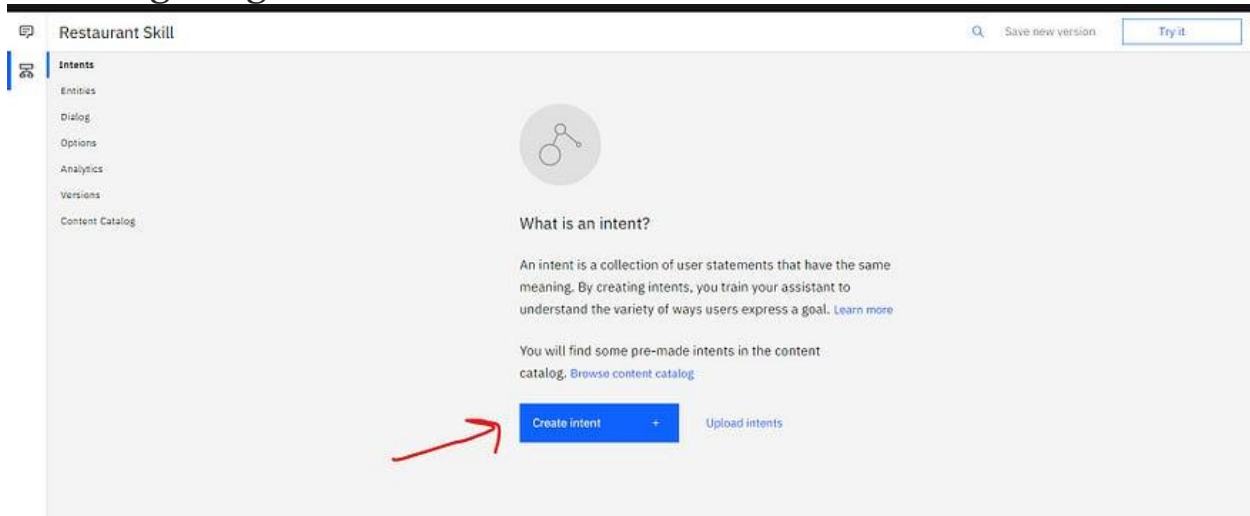 Restaurant Skill
Save new version
Try it
Intents
Entities
Dialog
Options
Analytics
Versions
Content Catalog
What is an intent?
An intent is a collection of user statements that have the same
meaning. By creating intents, you train your assistant to
understand the variety of ways users express a goal. Learn more
You will find some pre-made intents in the content
catalog. Browse content catalog
Create intent +
Upload intents